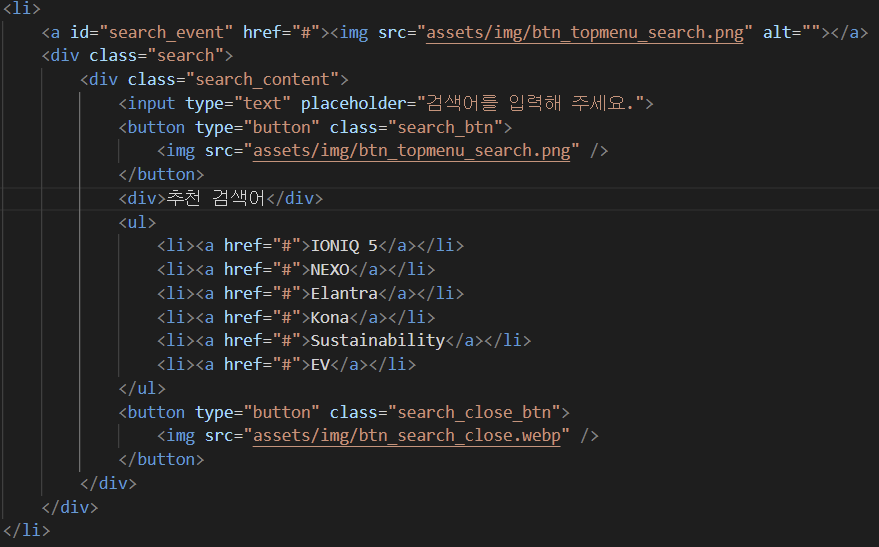 <li>
<a id="search_event" href="#"><img src="assets/img/btn_topmenu_search.png" alt=""></a>
<div class="search">
<div class="search_content">
<input type="text" placeholder="검색어를 입력해 주세요.">
<button type="button" class="search_btn">
<img src="assets/img/btn_topmenu_search.png" />
</button>
<div>추천 검색어</div>
<ul>
<li><a href="#">IONIQ 5</a></li>
<li><a href="#">NEXO</a></li>
<li><a href="#">Elantra</a></li>
<li><a href="#">Kona</a></li>
<li><a href="#">Sustainability</a></li>
<li><a href="#">EV</a></li>
</ul>
<button type="button" class="search_close_btn">
<img src="assets/img/btn_search_close.webp" />
</button>
</div>
</div>
</li>